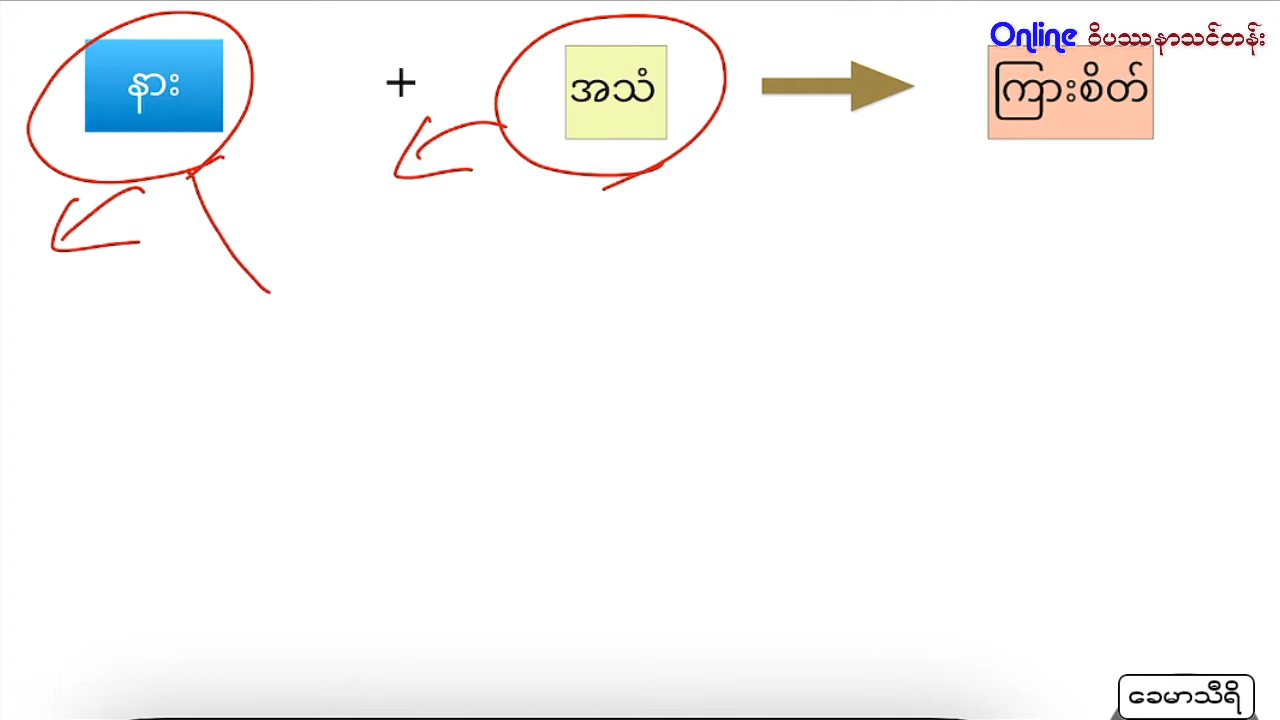 Online ဝိပဿနာသင်တန်း
နား + အသံ ကြားစိတ်
ခေမာသီရိ